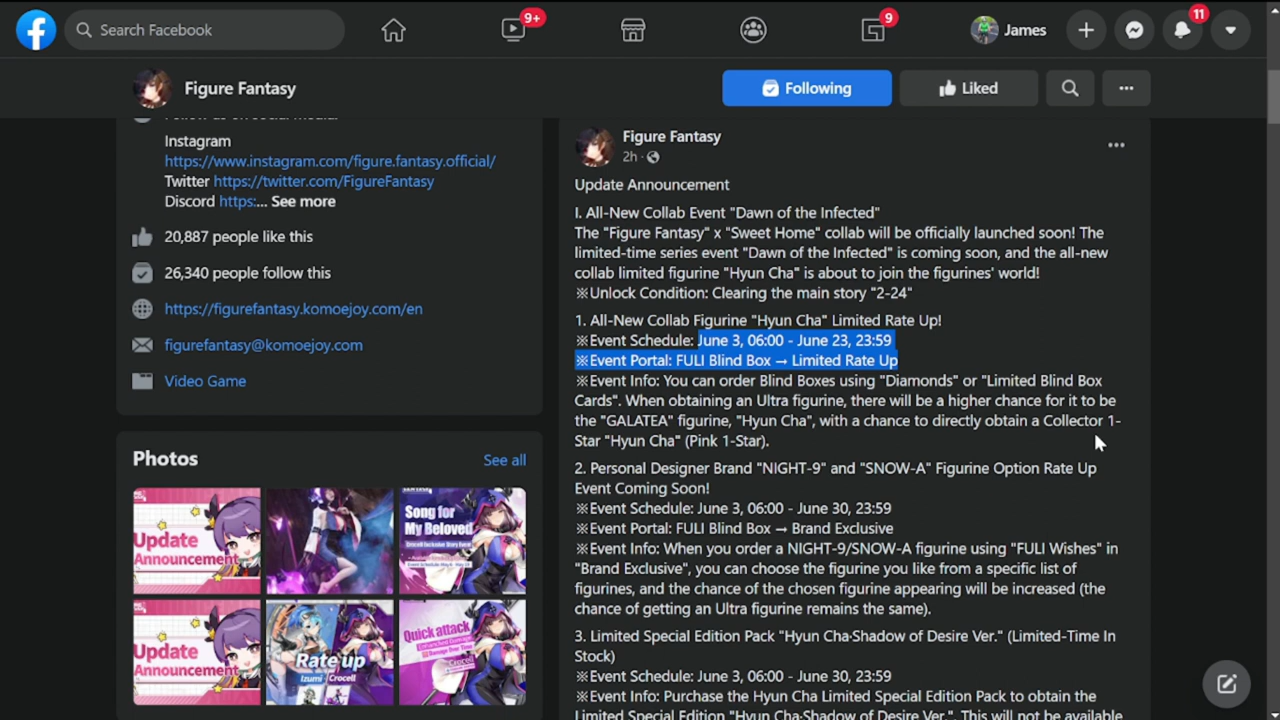 Search Facebook
9+
9
James
11
Figure Fantasy
Following
Liked
Instagram
https://www.instagram.com/figure.fantasy.official/
Twitter https://twitter.com/FigureFantasy
Discord https:... See more
20,887 people like this
26,340 people follow this
https://figurefantasy.komoejoy.com/en
figurefantasy@komoejoy.com
Video Game
Photos
See all
Update
Announcement
Song for
My Beloved
Update
Announcement
Rate up
Izumi Crocell
Quick attack
Crocell
Figure Fantasy
2h ·
Update Announcement
I. All-New Collab Event "Dawn of the Infected"
The "Figure Fantasy" x "Sweet Home" collab will be officially launched soon! The
limited-time series event "Dawn of the Infected" is coming soon, and the all-new
collab limited figurine "Hyun Cha" is about to join the figurines' world!
※Unlock Condition: Clearing the main story "2-24"
1. All-New Collab Figurine "Hyun Cha" Limited Rate Up!
※Event Schedule: June 3, 06:00 - June 23, 23:59
※Event Portal: FULI Blind Box → Limited Rate Up
※Event Info: You can order Blind Boxes using "Diamonds" or "Limited Blind Box
Cards". When obtaining an Ultra figurine, there will be a higher chance for it to be
the "GALATEA" figurine, "Hyun Cha", with a chance to directly obtain a Collector 1-
Star "Hyun Cha" (Pink 1-Star).
2. Personal Designer Brand "NIGHT-9" and "SNOW-A" Figurine Option Rate Up
Event Coming Soon!
※Event Schedule: June 3, 06:00 - June 30, 23:59
※Event Portal: FULI Blind Box → Brand Exclusive
※Event Info: When you order a NIGHT-9/SNOW-A figurine using "FULI Wishes" in
"Brand Exclusive", you can choose the figurine you like from a specific list of
figurines, and the chance of the chosen figurine appearing will be increased (the
chance of getting an Ultra figurine remains the same).
3. Limited Special Edition Pack "Hyun Cha·Shadow of Desire Ver." (Limited-Time In
Stock)
※Event Schedule: June 3, 06:00 - June 30, 23:59
※Event Info: Purchase the Hyun Cha Limited Special Edition Pack to obtain the
Limited Special Edition "Hyun Cha·Shadow of Desire Ver.". This will not be available